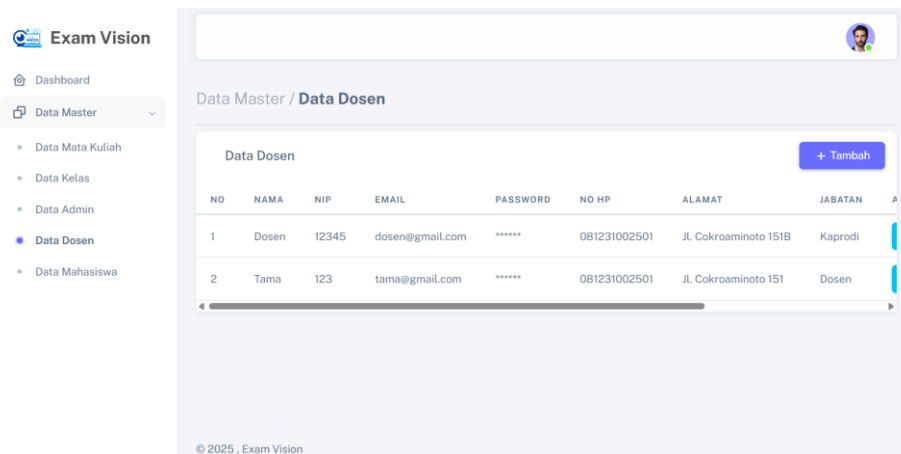 Exam Vision
Dashboard
Data Master
Data Mata Kuliah
Data Kelas
Data Admin
Data Dosen
Data Mahasiswa
Data Master / Data Dosen
Data Dosen
+ Tambah
NO NAMA NIP EMAIL PASSWORD NO HP ALAMAT JABATAN A
1 Dosen 12345 dosen@gmail.com ****** 081231002501 Jl. Cokroaminoto 151B Kaprodi
2 Tama 123 tama@gmail.com ****** 081231002501 Jl. Cokroaminoto 151 Dosen
© 2025 , Exam Vision